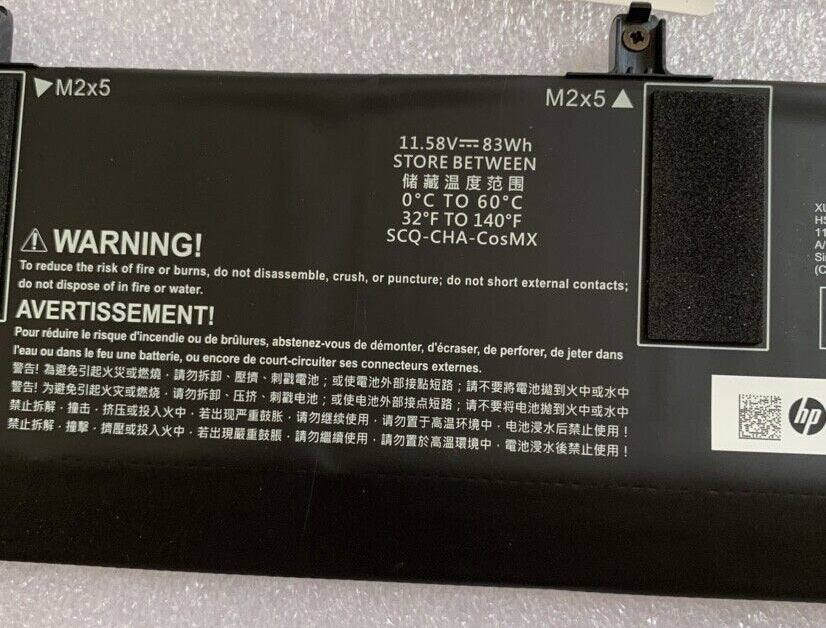 M2x5
M2x5
11.58V⎓83Wh
STORE BETWEEN
储藏温度范围
0°C TO 60°C
32°F TO 140°F
SCQ-CHA-CosMX
WARNING!
To reduce the risk of fire or burns, do not disassemble, crush, or puncture; do not short external contacts;
do not dispose of in fire or water.
AVERTISSEMENT!
Pour réduire le risque d'incendie ou de brûlures, abstenez-vous de démonter, d'écraser, de perforer, de jeter dans
l'eau ou dans le feu une batterie, ou encore de court-circuiter ses connecteurs externes.
警告! 為避免引起火災或燃燒，請勿拆卸、壓擠、刺戳電池；或使電池外部接點短路；請不要將電池拋到火中或水中
警告! 为避免引起火灾或燃烧，请勿拆卸、压挤、刺戳电池；或使电池外部接点短路；请不要将电池抛到火中或水中
禁止拆解，撞击，挤压或投入火中，若出现严重鼓胀，请勿继续使用，请勿置于高温环境中，电池浸水后禁止使用！
禁止拆解，撞擊，擠壓或投入火中，若出現嚴重鼓脹，請勿繼續使用，請勿置於高溫環境中，電池浸水後禁止使用！
hp